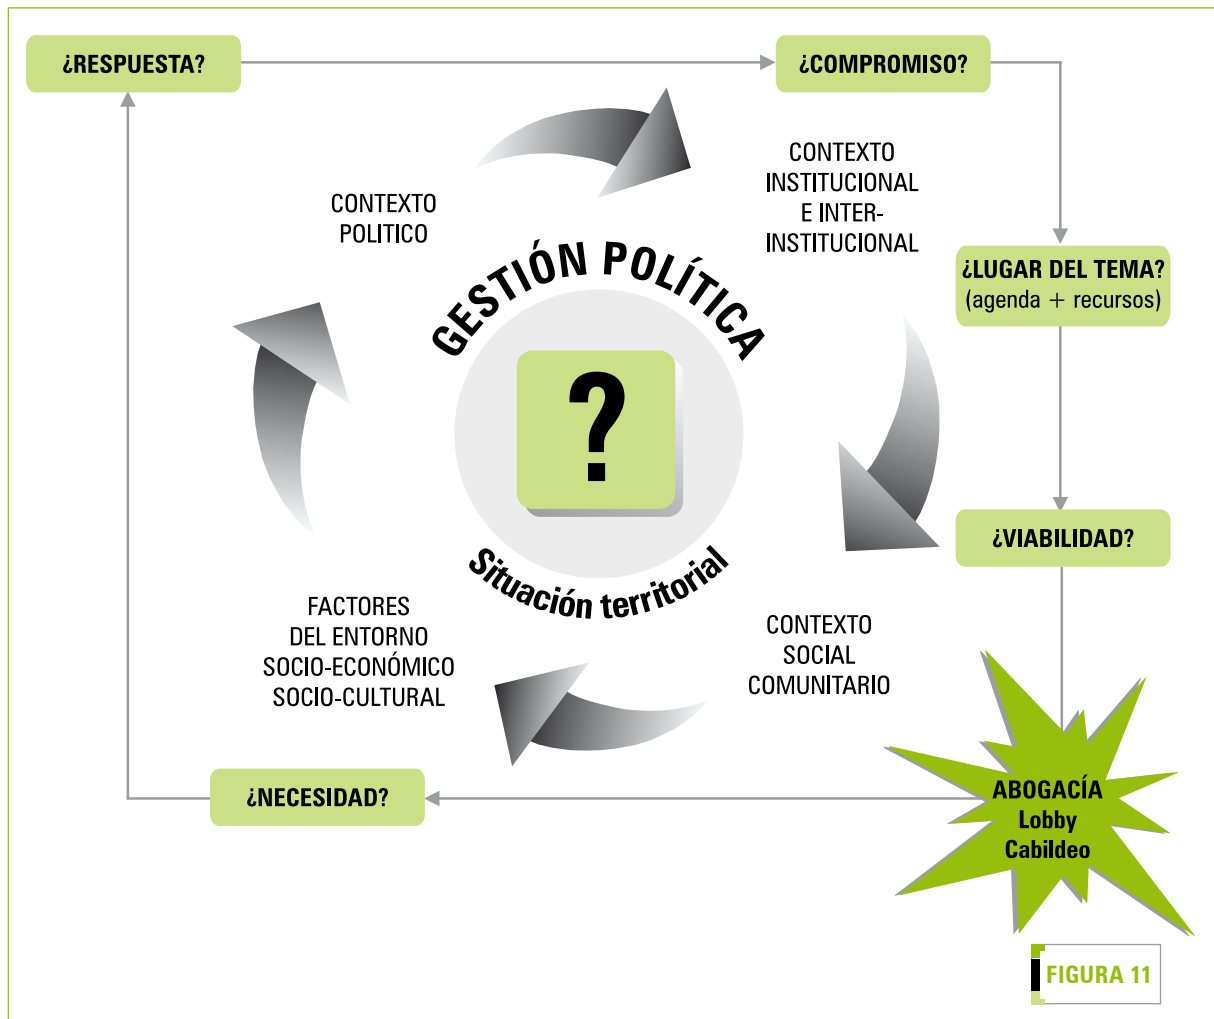 ¿RESPUESTA?
¿COMPROMISO?
CONTEXTO
POLITICO
CONTEXTO
INSTITUCIONAL
E INTER-
INSTITUCIONAL
¿LUGAR DEL TEMA?
(agenda + recursos)
GESTIÓN POLÍTICA
?
Situación territorial
¿VIABILIDAD?
FACTORES
DEL ENTORNO
SOCIO-ECONÓMICO
SOCIO-CULTURAL
CONTEXTO
SOCIAL
COMUNITARIO
¿NECESIDAD?
ABOGACÍA
Lobby
Cabildeo
FIGURA 11